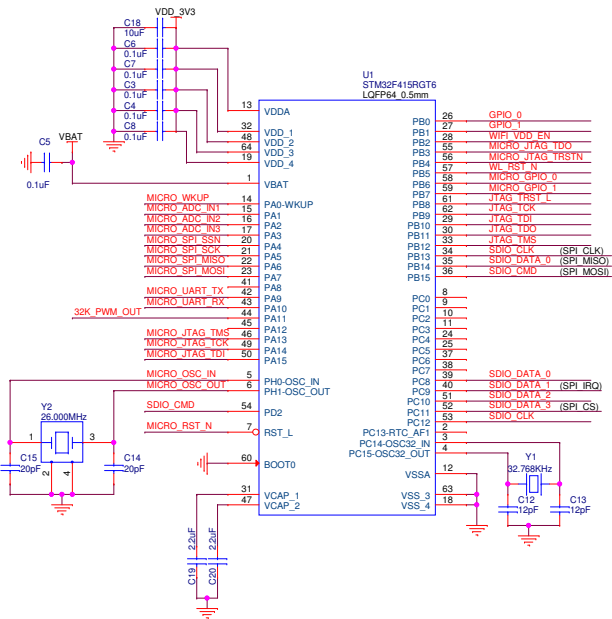 VDD_3V3
C18
10uF
C6
0.1uF
C7
0.1uF
C3
0.1uF
C4
0.1uF
C8
0.1uF
C5
0.1uF
VBAT
U1
STM32F415RGT6
LQFP64_0.5mm
13 VDDA
32 VDD_1
48 VDD_2
64 VDD_3
19 VDD_4
1 VBAT
MICRO_WKUP 14 PA0-WKUP
MICRO_ADC_IN1 15 PA1
MICRO_ADC_IN2 16 PA2
MICRO_ADC_IN3 17 PA3
MICRO_SPI_SSN 20 PA4
MICRO_SPI_SCK 21 PA5
MICRO_SPI_MISO 22 PA6
MICRO_SPI_MOSI 23 PA7
41 PA8
MICRO_UART_TX 42 PA9
MICRO_UART_RX 43 PA10
32K_PWM_OUT 44 PA11
45 PA12
MICRO_JTAG_TMS 46 PA13
MICRO_JTAG_TCK 49 PA14
MICRO_JTAG_TDI 50 PA15
MICRO_OSC_IN 5 PH0-OSC_IN
MICRO_OSC_OUT 6 PH1-OSC_OUT
SDIO_CMD 54 PD2
MICRO_RST_N 7 RST_L
60 BOOT0
31 VCAP_1
47 VCAP_2
PB0 26 GPIO_0
PB1 27 GPIO_1
PB2 28 WIFI_VDD_EN
PB3 55 MICRO_JTAG_TDO
PB4 56 MICRO_JTAG_TRSTN
PB5 57 WL_RST_N
PB6 58 MICRO_GPIO_0
PB7 59 MICRO_GPIO_1
PB8 61 JTAG_TRST_L
PB9 62 JTAG_TCK
PB10 29 JTAG_TDI
PB11 30 JTAG_TDO
PB12 33 JTAG_TMS
PB13 34 SDIO_CLK (SPI_CLK)
PB14 35 SDIO_DATA_0 (SPI_MISO)
PB15 36 SDIO_CMD (SPI_MOSI)
PC0 8
PC1 9
PC2 10
PC3 11
PC4 24
PC5 25
PC6 37
PC7 38
PC8 39 SDIO_DATA_0
PC9 40 SDIO_DATA_1 (SPI_IRQ)
PC10 51 SDIO_DATA_2
PC11 52 SDIO_DATA_3 (SPI_CS)
PC12 53 SDIO_CLK
PC13-RTC_AF1 2
PC14-OSC32_IN 3
PC15-OSC32_OUT 4
VSSA 12
VSS_3 63
VSS_4 18
Y2
26.000MHz
1 3
2 4
C15
20pF
C14
20pF
Y1
32.768KHz
C12
12pF
C13
12pF
2.2uF
C19
2.2uF
C20